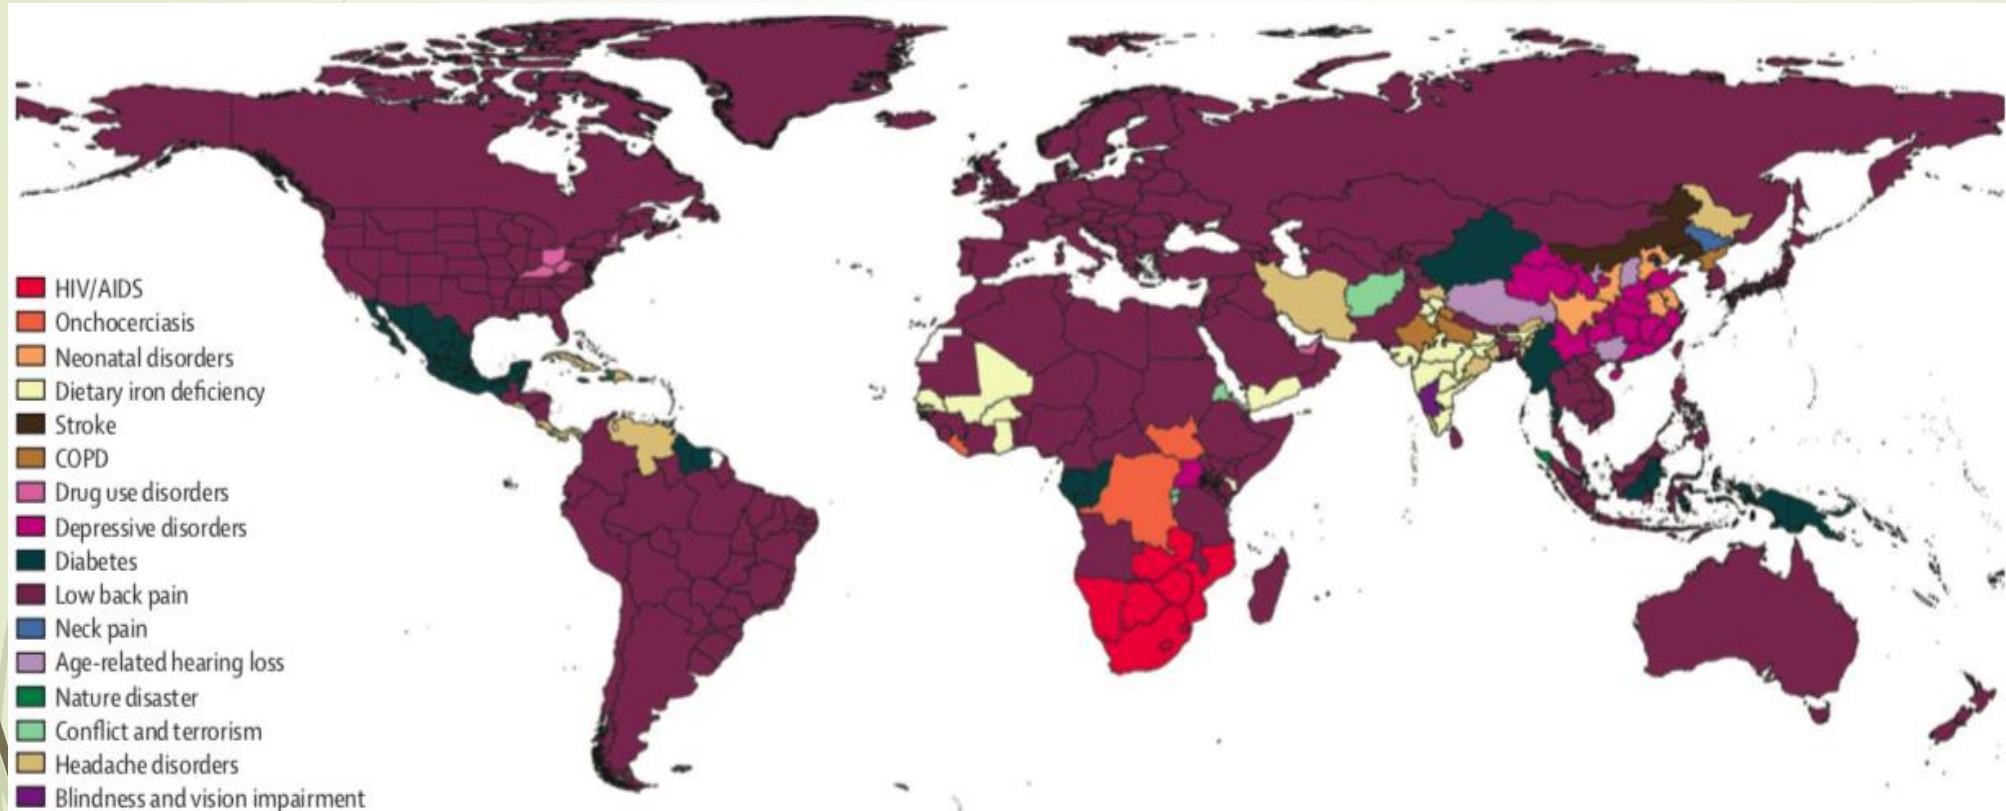 HIV/AIDS
Onchocerciasis
Neonatal disorders
Dietary iron deficiency
Stroke
COPD
Drug use disorders
Depressive disorders
Diabetes
Low back pain
Neck pain
Age-related hearing loss
Nature disaster
Conflict and terrorism
Headache disorders
Blindness and vision impairment